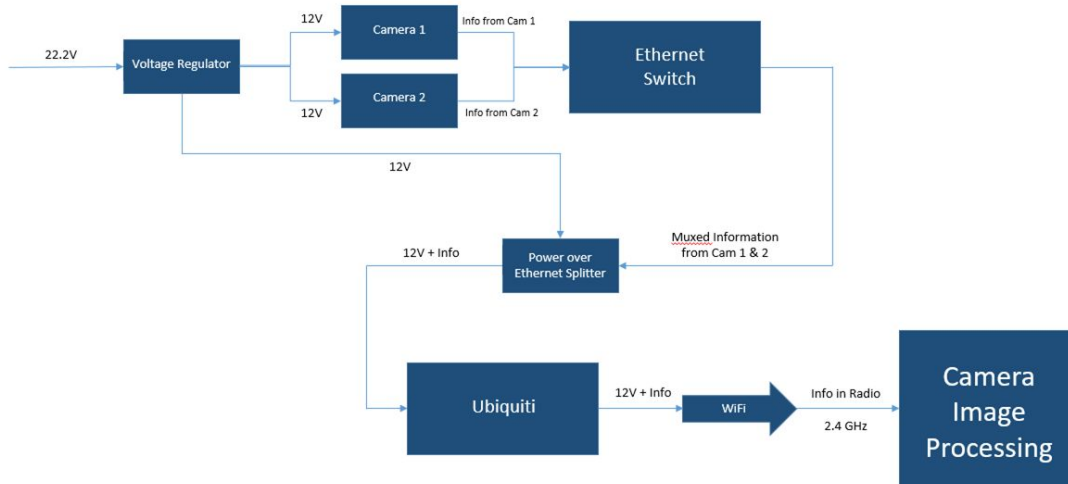 22.2V
Voltage Regulator
12V
12V
Camera 1
Camera 2
Info from Cam 1
Info from Cam 2
Ethernet
Switch
12V
Muxed Information
from Cam 1 & 2
Power over
Ethernet Splitter
12V + Info
Ubiquiti
12V + Info
WiFi
Info in Radio
2.4 GHz
Camera
Image
Processing